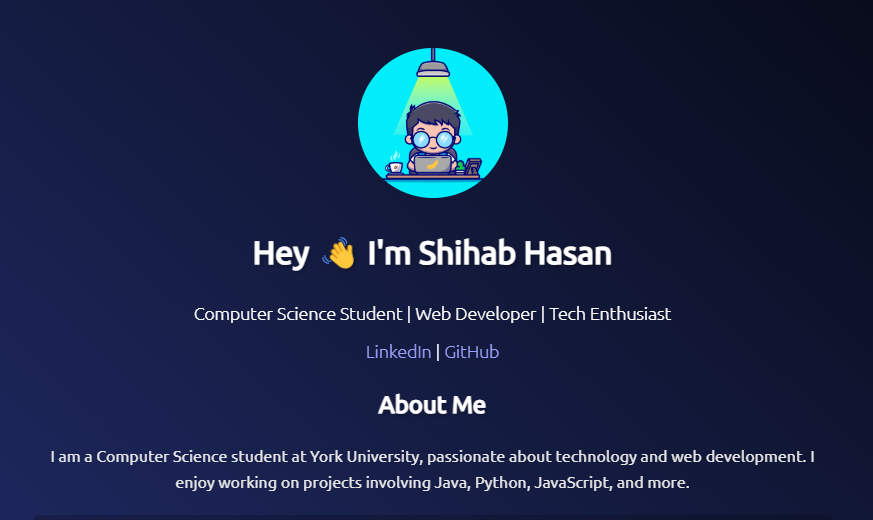 Hey 👋 I'm Shihab Hasan
Computer Science Student | Web Developer | Tech Enthusiast
LinkedIn | GitHub
About Me
I am a Computer Science student at York University, passionate about technology and web development. I
enjoy working on projects involving Java, Python, JavaScript, and more.